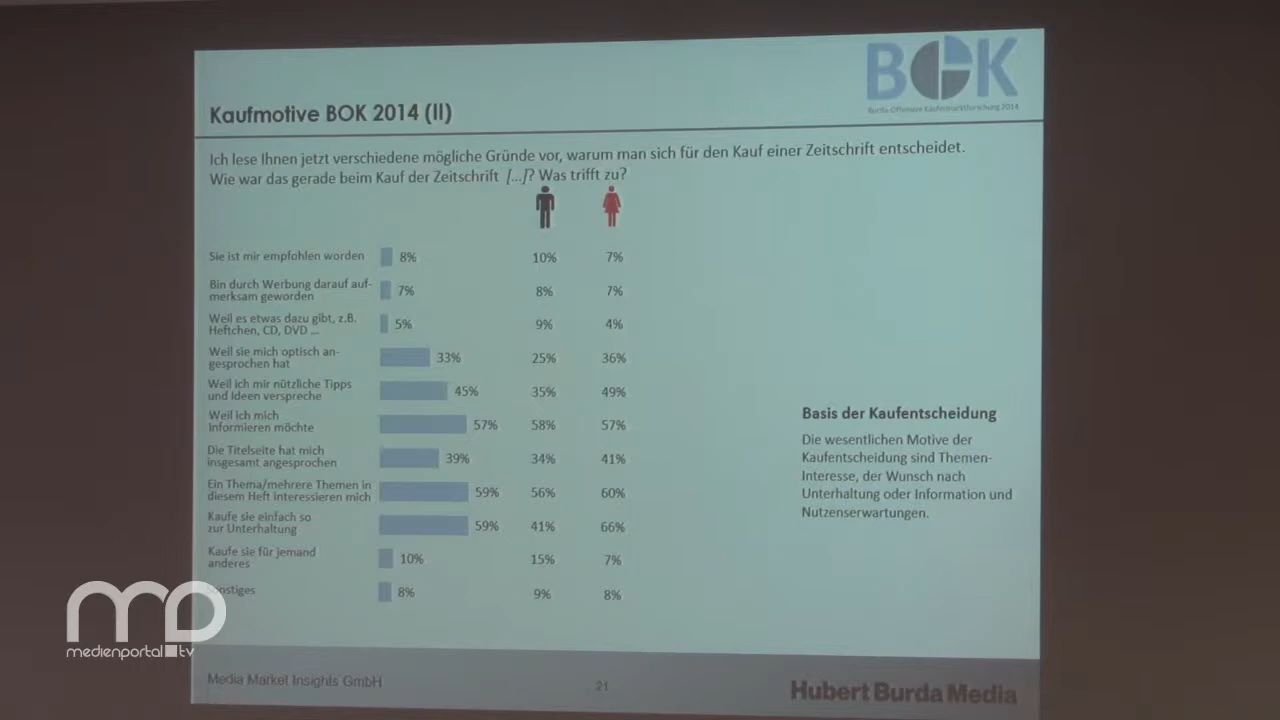 BOK
Burda Offensive Käufermarktforschung 2014
Kaufmotive BOK 2014 (II)
Ich lese Ihnen jetzt verschiedene mögliche Gründe vor, warum man sich für den Kauf einer Zeitschrift entscheidet.
Wie war das gerade beim Kauf der Zeitschrift [...]? Was trifft zu?
Sie ist mir empfohlen worden 8% 10% 7%
Bin durch Werbung darauf auf-
merksam geworden 7% 8% 7%
Weil es etwas dazu gibt, z.B.
Heftchen, CD, DVD ... 5% 9% 4%
Weil sie mich optisch an-
gesprochen hat 33% 25% 36%
Weil ich mir nützliche Tipps
und Ideen verspreche 45% 35% 49%
Weil ich mich
informieren möchte 57% 58% 57%
Die Titelseite hat mich
insgesamt angesprochen 39% 34% 41%
Ein Thema/mehrere Themen in
diesem Heft interessieren mich 59% 56% 60%
Kaufe sie einfach so
zur Unterhaltung 59% 41% 66%
Kaufe sie für jemand
anderes 10% 15% 7%
Sonstiges 8% 9% 8%
Basis der Kaufentscheidung
Die wesentlichen Motive der
Kaufentscheidung sind Themen-
Interesse, der Wunsch nach
Unterhaltung oder Information und
Nutzenserwartungen.
mp
medienportal.tv
Media Market Insights GmbH
21
Hubert Burda Media